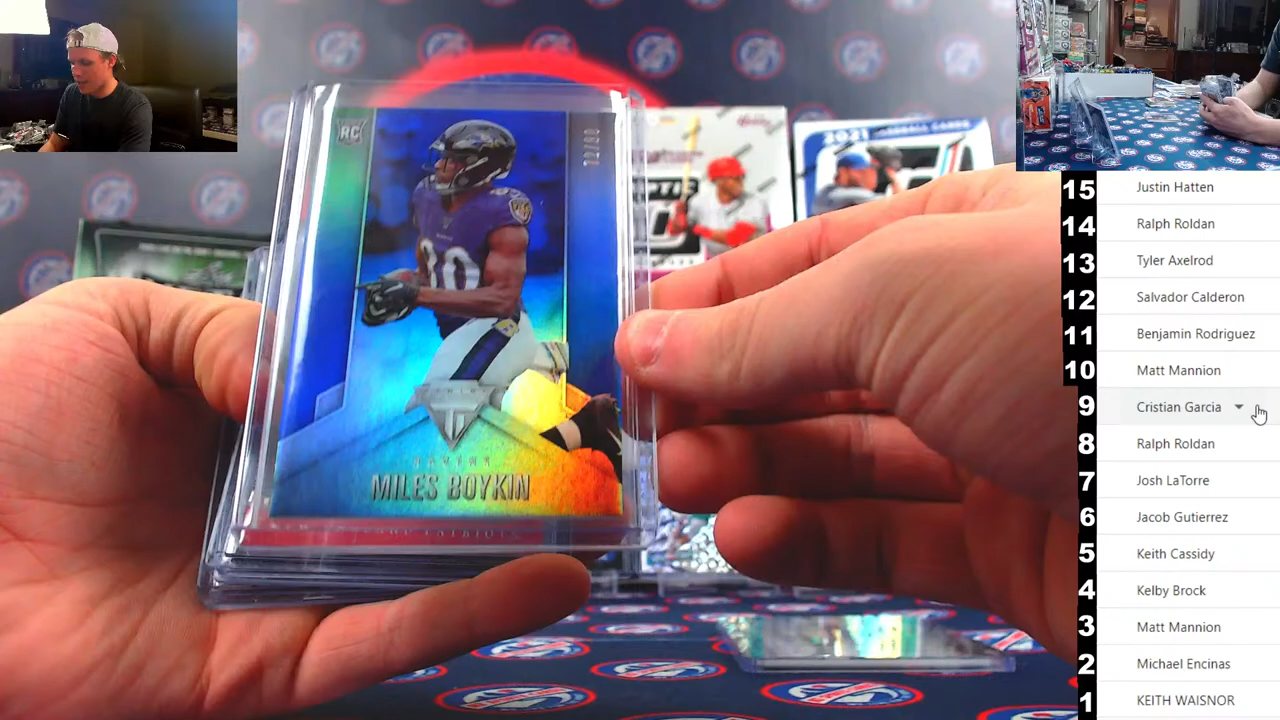 RC
MILES BOYKIN
2021
15 Justin Hatten
14 Ralph Roldan
13 Tyler Axelrod
12 Salvador Calderon
11 Benjamin Rodriguez
10 Matt Mannion
9 Cristian Garcia
8 Ralph Roldan
7 Josh LaTorre
6 Jacob Gutierrez
5 Keith Cassidy
4 Kelby Brock
3 Matt Mannion
2 Michael Encinas
1 KEITH WAISNOR